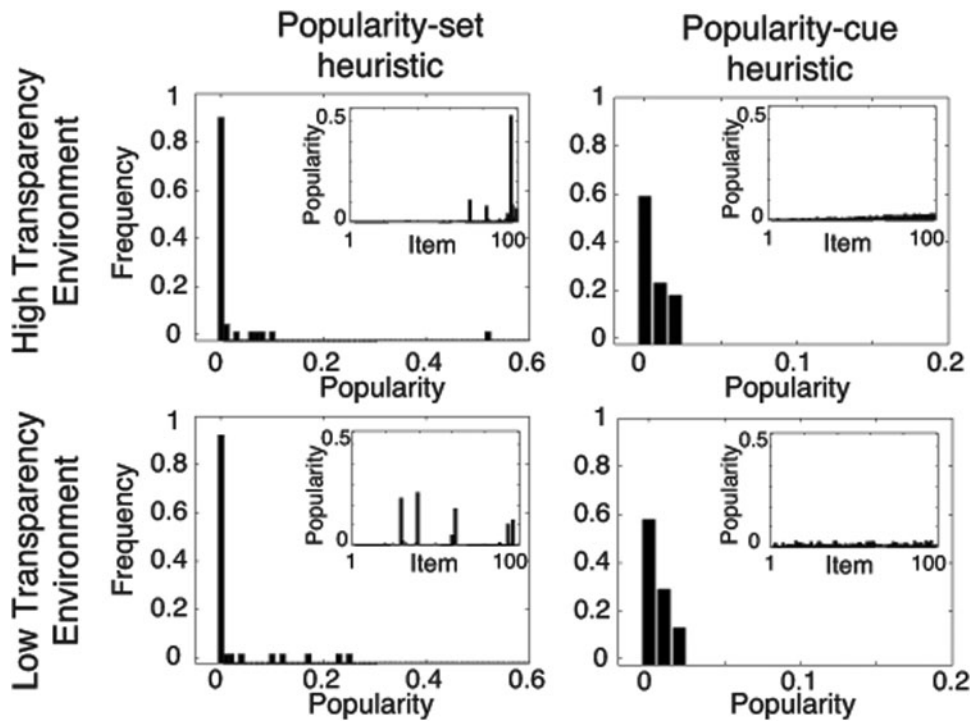 Popularity-set
heuristic
Popularity-cue
heuristic
High Transparency
Environment
Frequency
1
0.8
0.6
0.4
0.2
0
0 0.2 0.4 0.6
Popularity
Popularity
0.5
0
1 Item 100
1
0.8
0.6
0.4
0.2
0
0 0.1 0.2
Popularity
Popularity
0.5
0
1 Item 100
Low Transparency
Environment
Frequency
1
0.8
0.6
0.4
0.2
0
0 0.2 0.4 0.6
Popularity
Popularity
0.5
0
1 Item 100
1
0.8
0.6
0.4
0.2
0
0 0.1 0.2
Popularity
Popularity
0.5
0
1 Item 100